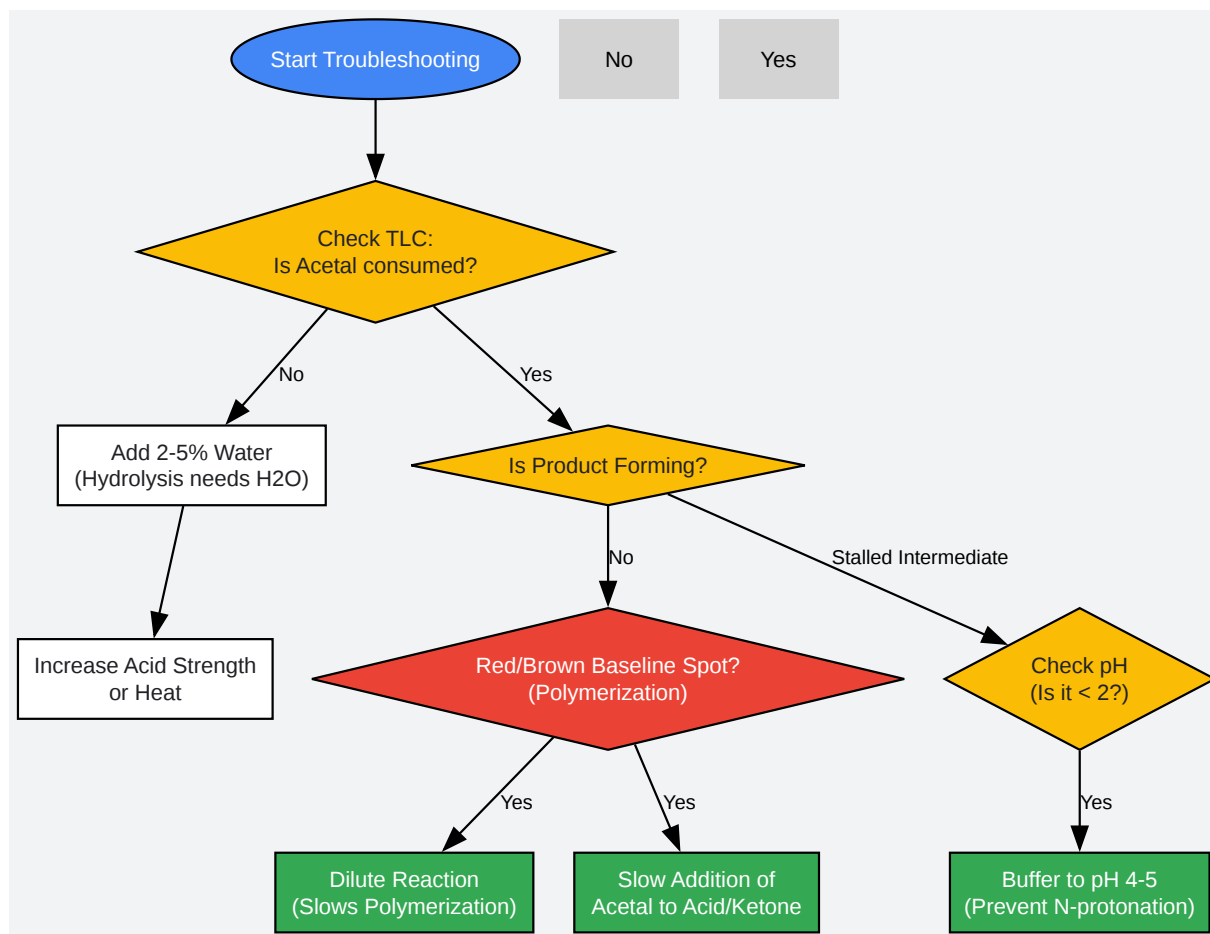 Start Troubleshooting
No
Yes
Check TLC:
Is Acetal consumed?
No
Yes
Add 2-5% Water
(Hydrolysis needs H2O)
Is Product Forming?
No
Stalled Intermediate
Increase Acid Strength
or Heat
Red/Brown Baseline Spot?
(Polymerization)
Check pH
(Is it < 2?)
Yes
Yes
Yes
Dilute Reaction
(Slows Polymerization)
Slow Addition of
Acetal to Acid/Ketone
Buffer to pH 4-5
(Prevent N-protonation)